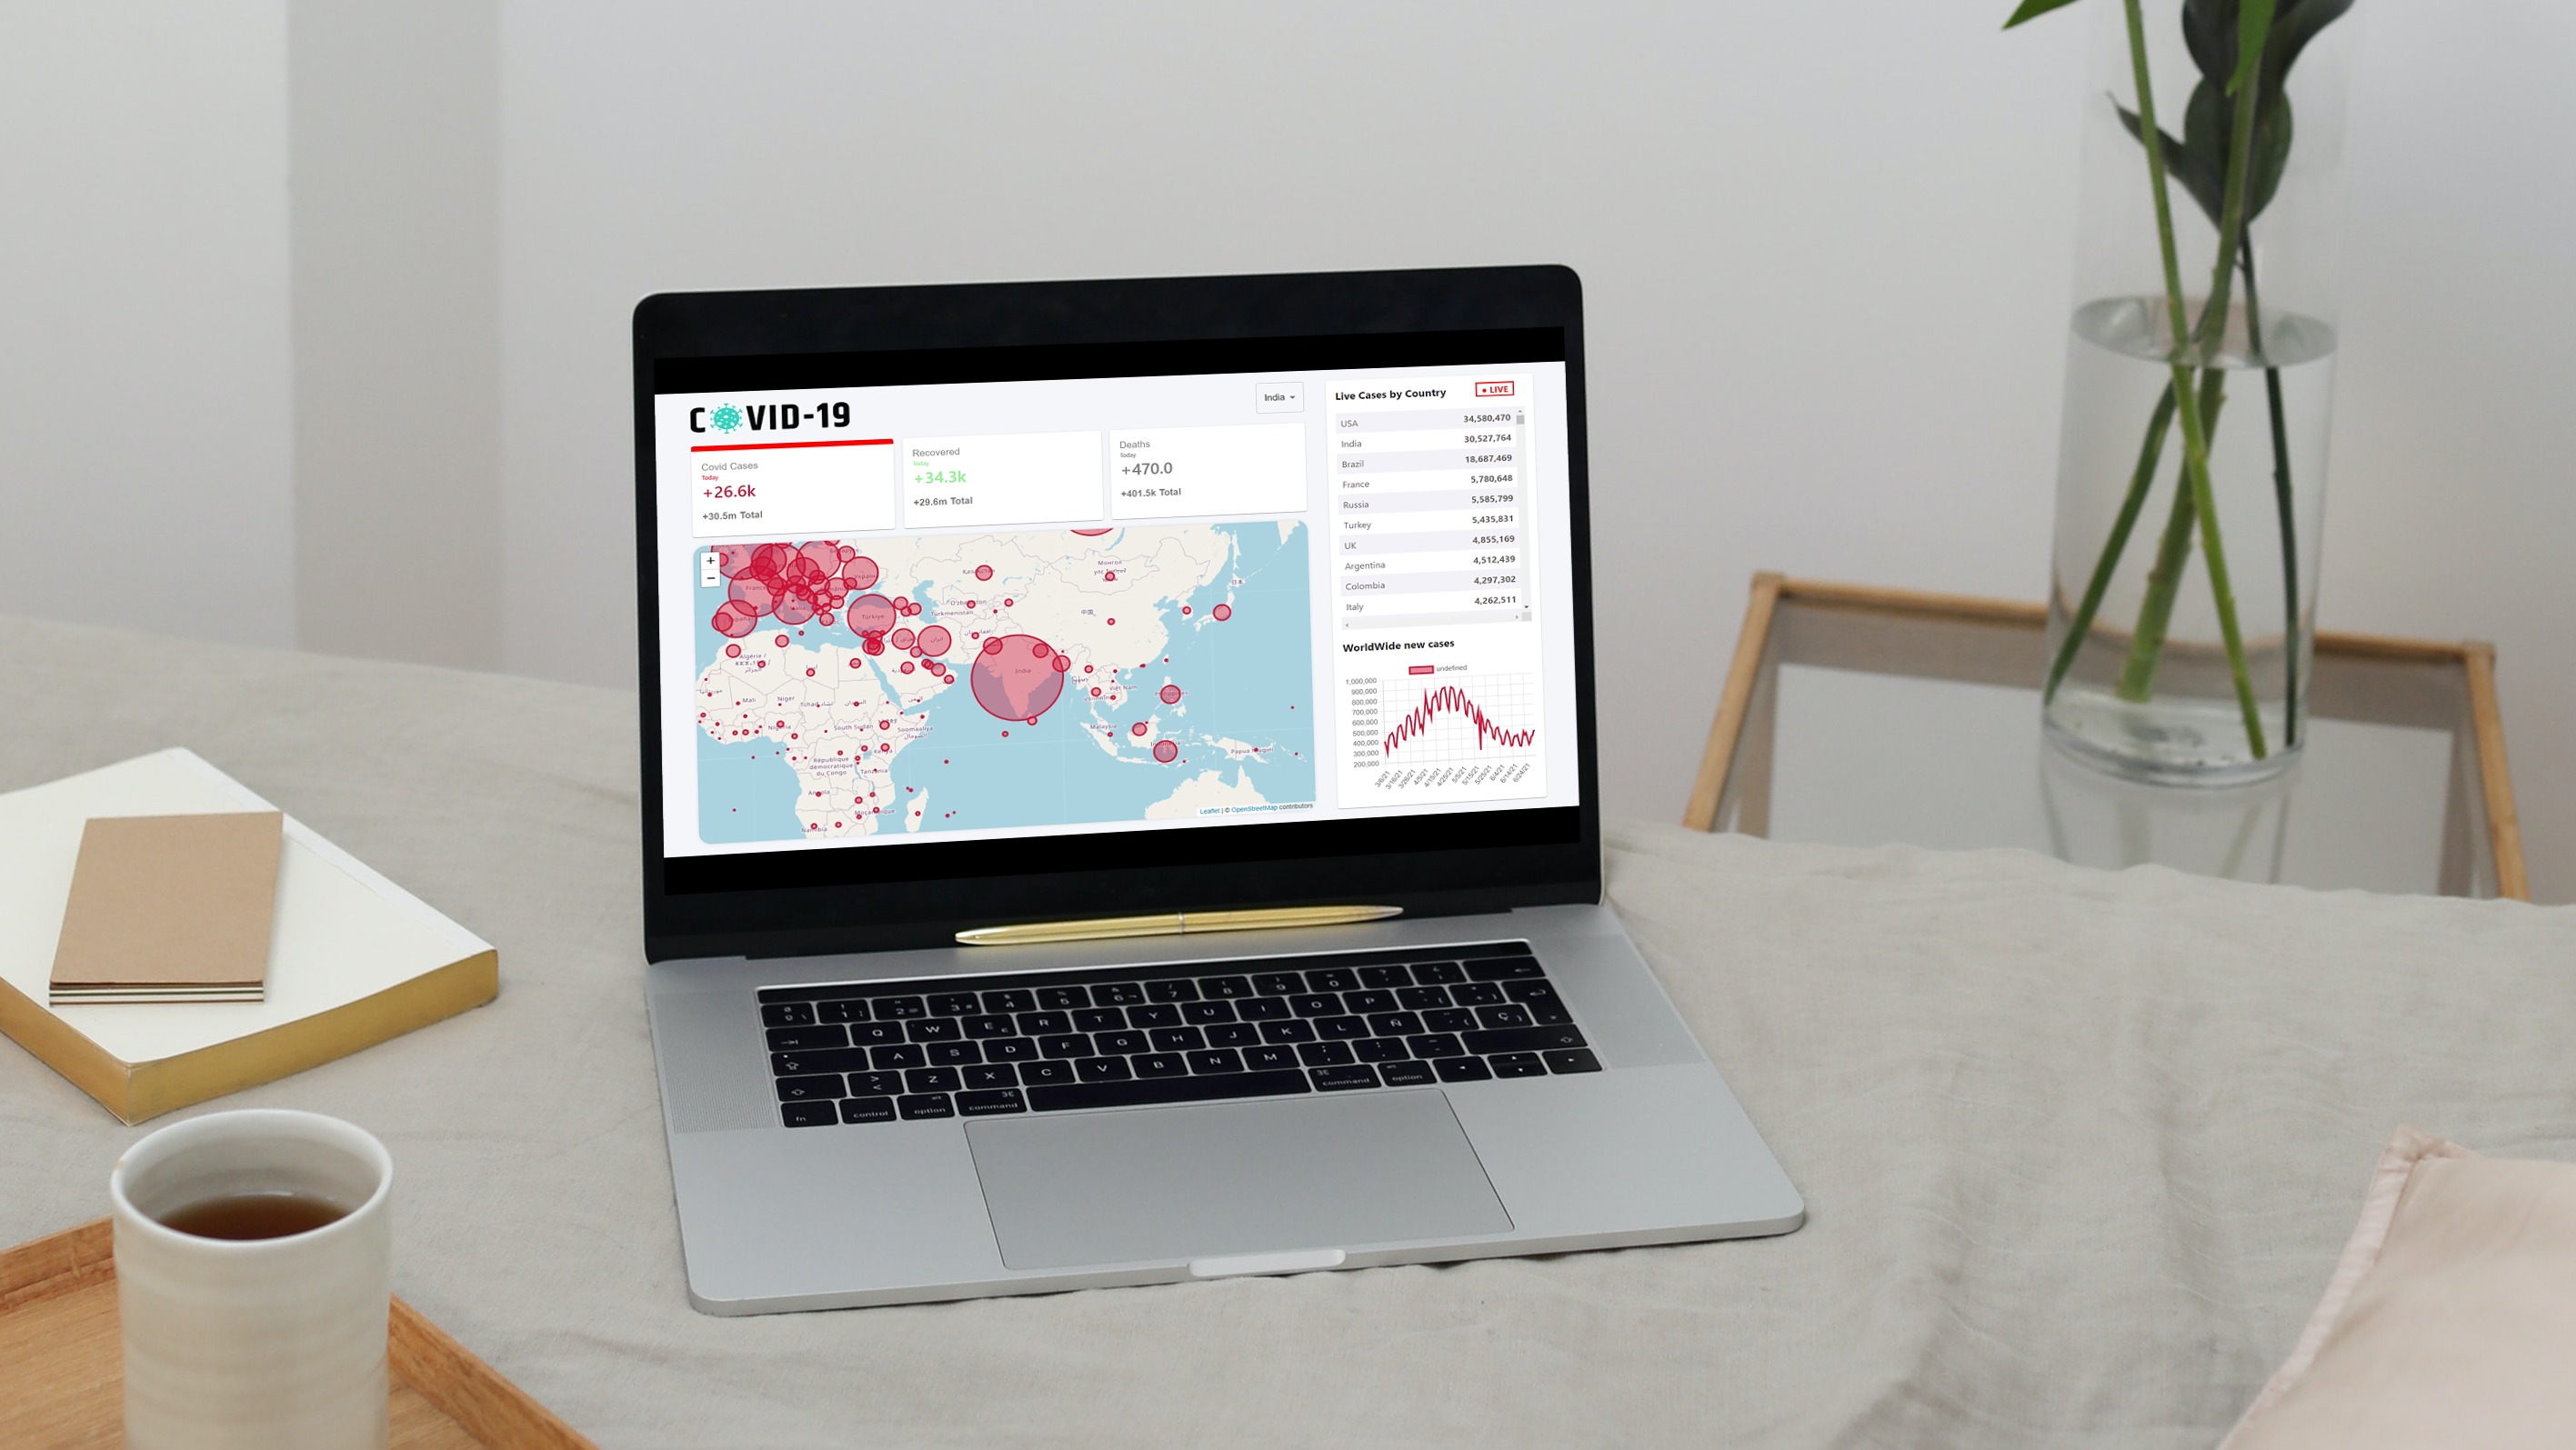 COVID-19
India
Covid Cases
Today
+26.6k
+30.5m Total
Recovered
Today
+34.3k
+29.6m Total
Deaths
Today
+470.0
+401.5k Total
+
−
France
Türkiye
India
Mali
Niger
South Sudan
Kenya
République
démocratique
du Congo
Tanzania
Angola
Namibia
Việt Nam
Malaysia
中国
日本
Leaflet | © OpenStreetMap contributors
Live Cases by Country
LIVE
USA 34,580,470
India 30,527,764
Brazil 18,687,469
France 5,780,648
Russia 5,585,799
Turkey 5,435,831
UK 4,855,169
Argentina 4,512,439
Colombia 4,297,302
Italy 4,262,511
WorldWide new cases
undefined
1,000,000
900,000
800,000
700,000
600,000
500,000
400,000
300,000
200,000
Q W E R T Y U I O P
A S D F G H J K L Ñ
Z X C V B N M
fn control option command command option